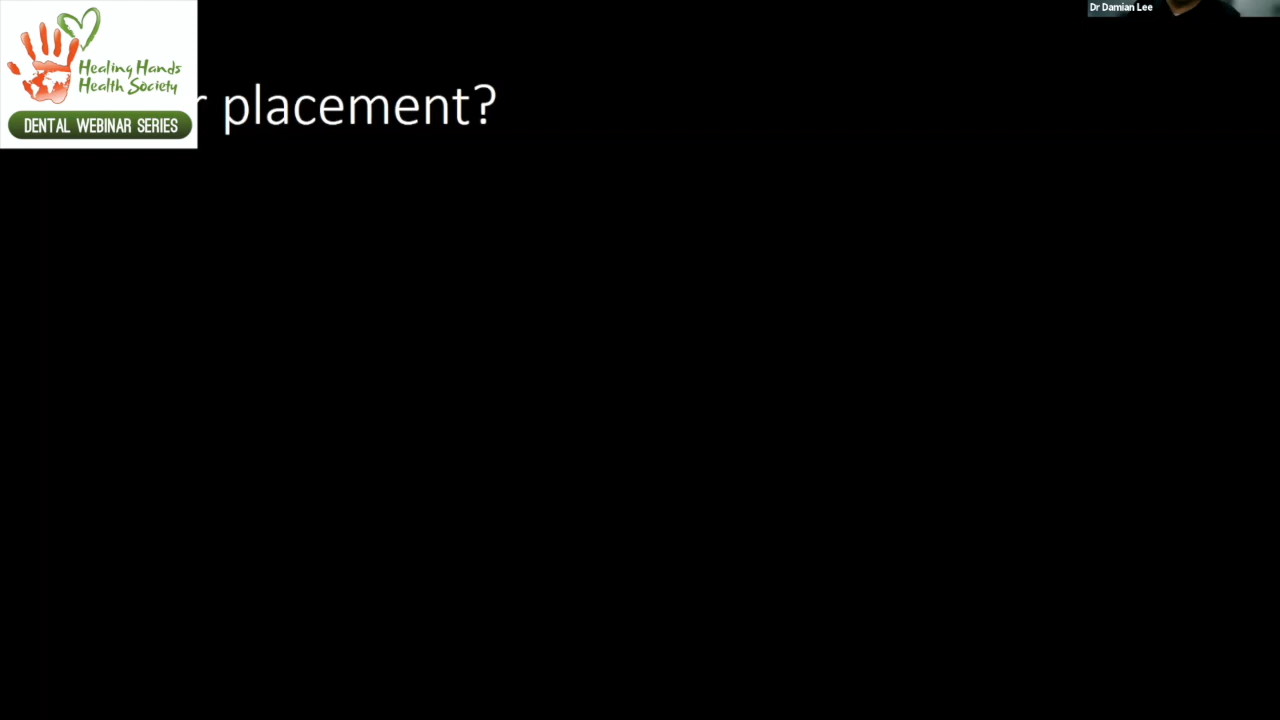 Dr Damian Lee
Healing Hands
Health Society
DENTAL WEBINAR SERIES
placement?